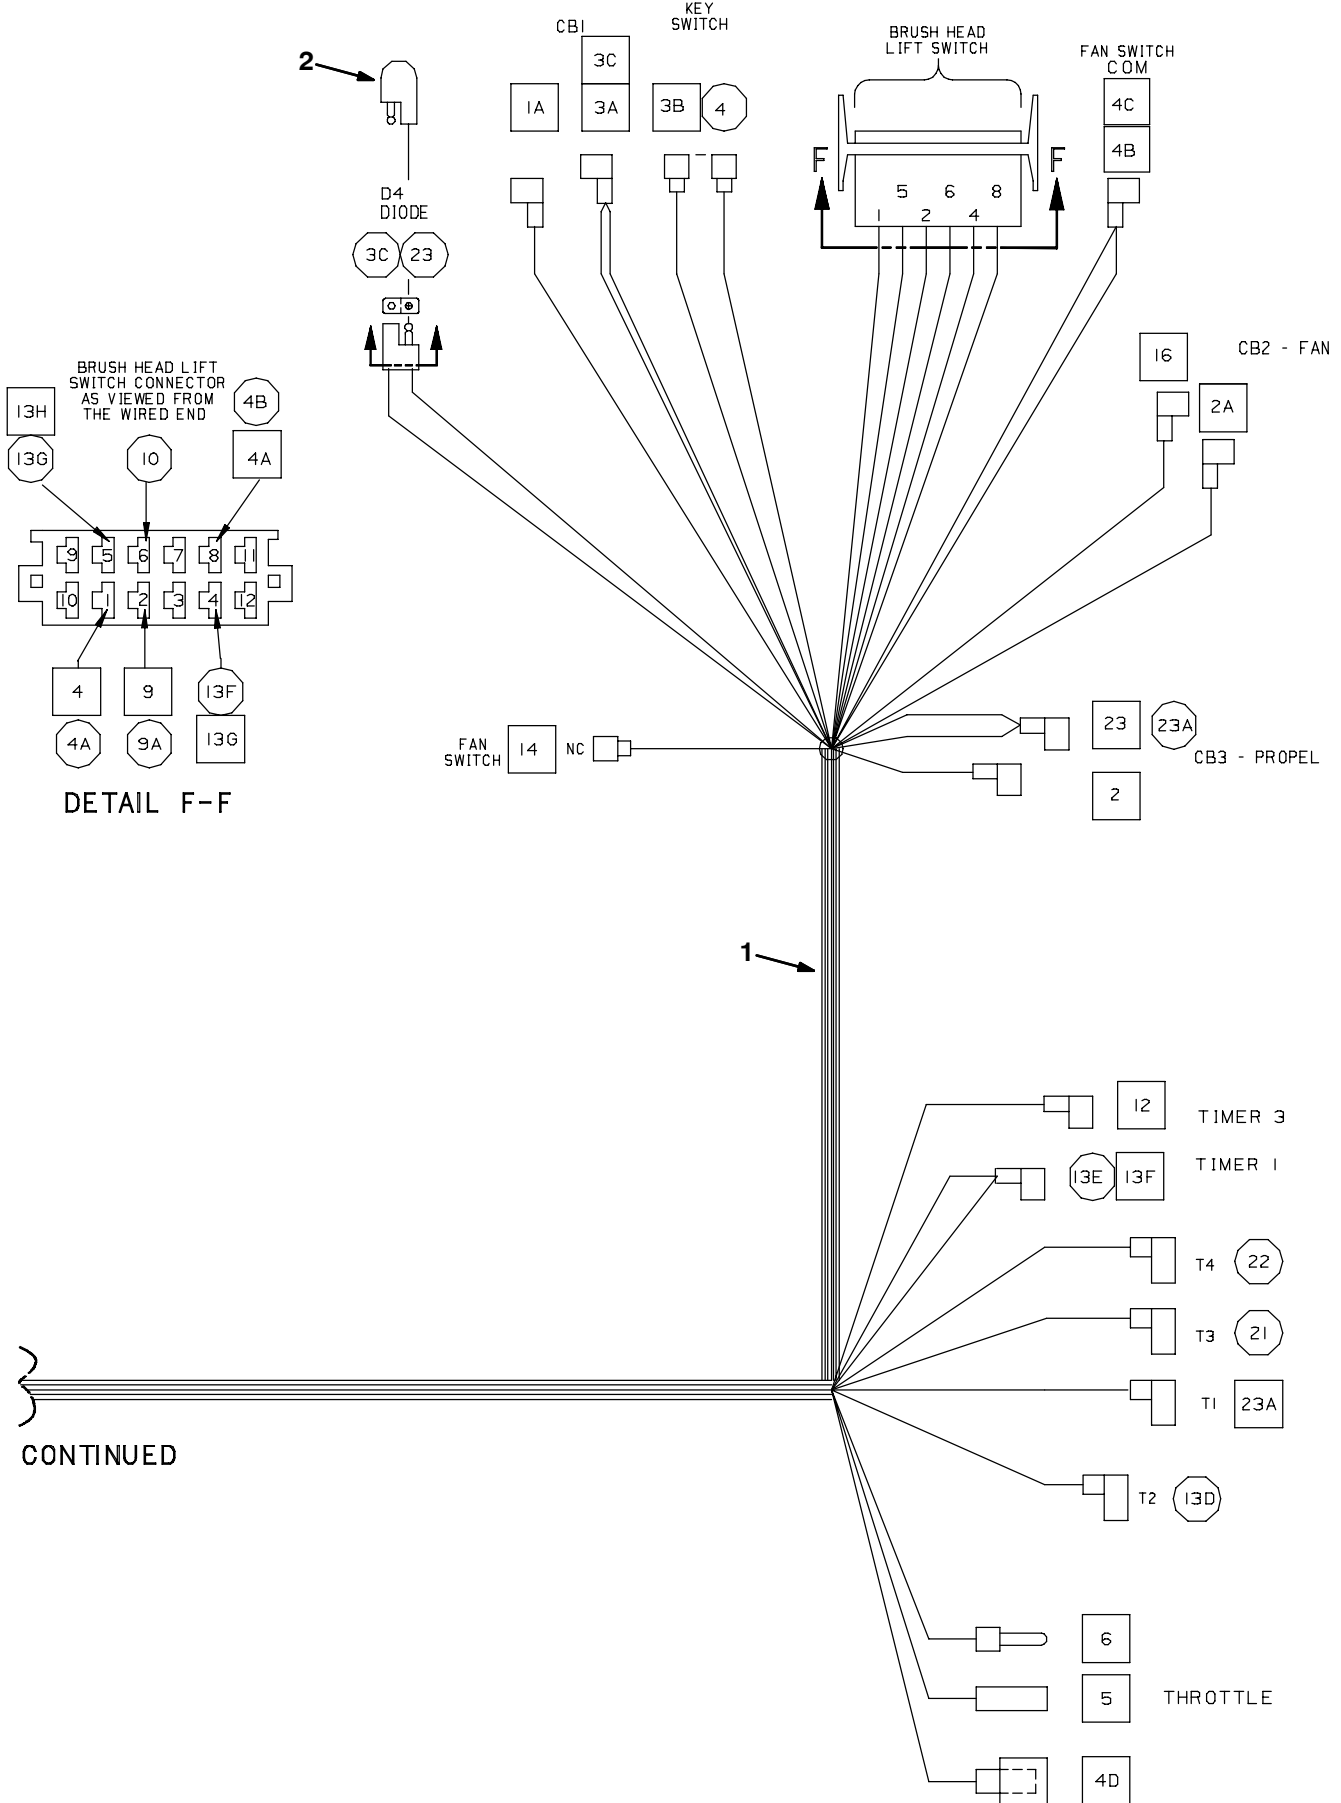 KEY
SWITCH
CB1
BRUSH HEAD
LIFT SWITCH
FAN SWITCH
COM
2
3C
1A
3A
3B
4
4C
4B
F
F
5
6
8
1
2
4
D4
DIODE
3C
23
16
CB2 - FAN
2A
BRUSH HEAD LIFT
SWITCH CONNECTOR
AS VIEWED FROM
THE WIRED END
13H
4B
13G
10
4A
9
5
6
7
8
11
10
1
2
3
4
12
4
9
13F
4A
9A
13G
DETAIL F-F
FAN
SWITCH
14
NC
23
23A
CB3 - PROPEL
2
1
12
TIMER 3
13E
13F
TIMER 1
T4
22
T3
21
T1
23A
CONTINUED
T2
13D
6
5
THROTTLE
4D